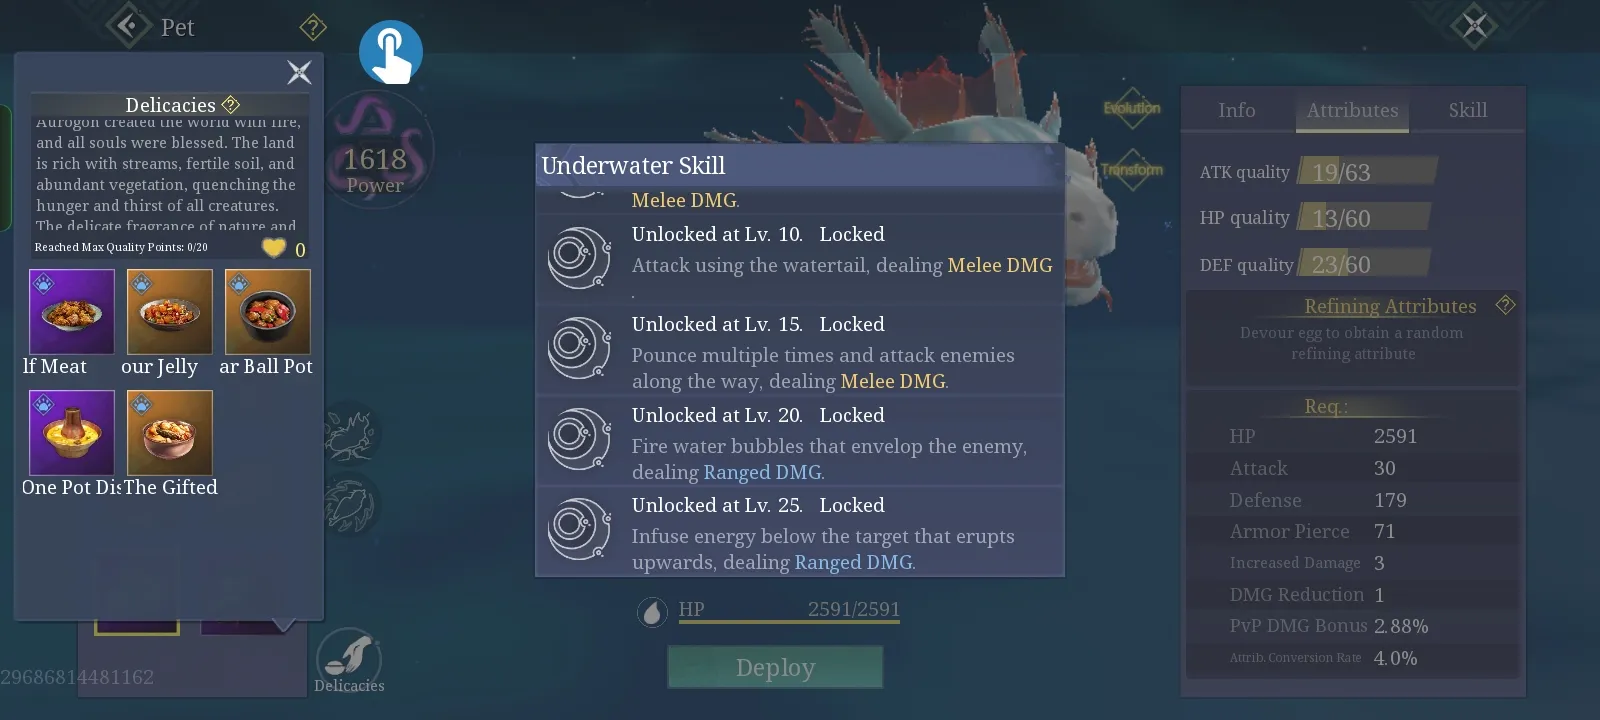 Pet
?
Delicacies ?
Aurogon created the world with fire,
and all souls were blessed. The land
is rich with streams, fertile soil, and
abundant vegetation, quenching the
hunger and thirst of all creatures.
The delicate fragrance of nature and
Reached Max Quality Points: 0/20
0
lf Meat
our Jelly
ar Ball Pot
One Pot Dis
The Gifted
29686814481162
Delicacies
1618
Power
Underwater Skill
Melee DMG.
Unlocked at Lv. 10. Locked
Attack using the watertail, dealing Melee DMG
.
Unlocked at Lv. 15. Locked
Pounce multiple times and attack enemies
along the way, dealing Melee DMG.
Unlocked at Lv. 20. Locked
Fire water bubbles that envelop the enemy,
dealing Ranged DMG.
Unlocked at Lv. 25. Locked
Infuse energy below the target that erupts
upwards, dealing Ranged DMG.
HP 2591/2591
Deploy
Evolution
Transform
Info Attributes Skill
ATK quality 19/63
HP quality 13/60
DEF quality 23/60
Refining Attributes ?
Devour egg to obtain a random
refining attribute
Req.:
HP 2591
Attack 30
Defense 179
Armor Pierce 71
Increased Damage 3
DMG Reduction 1
PvP DMG Bonus 2.88%
Attrib. Conversion Rate 4.0%